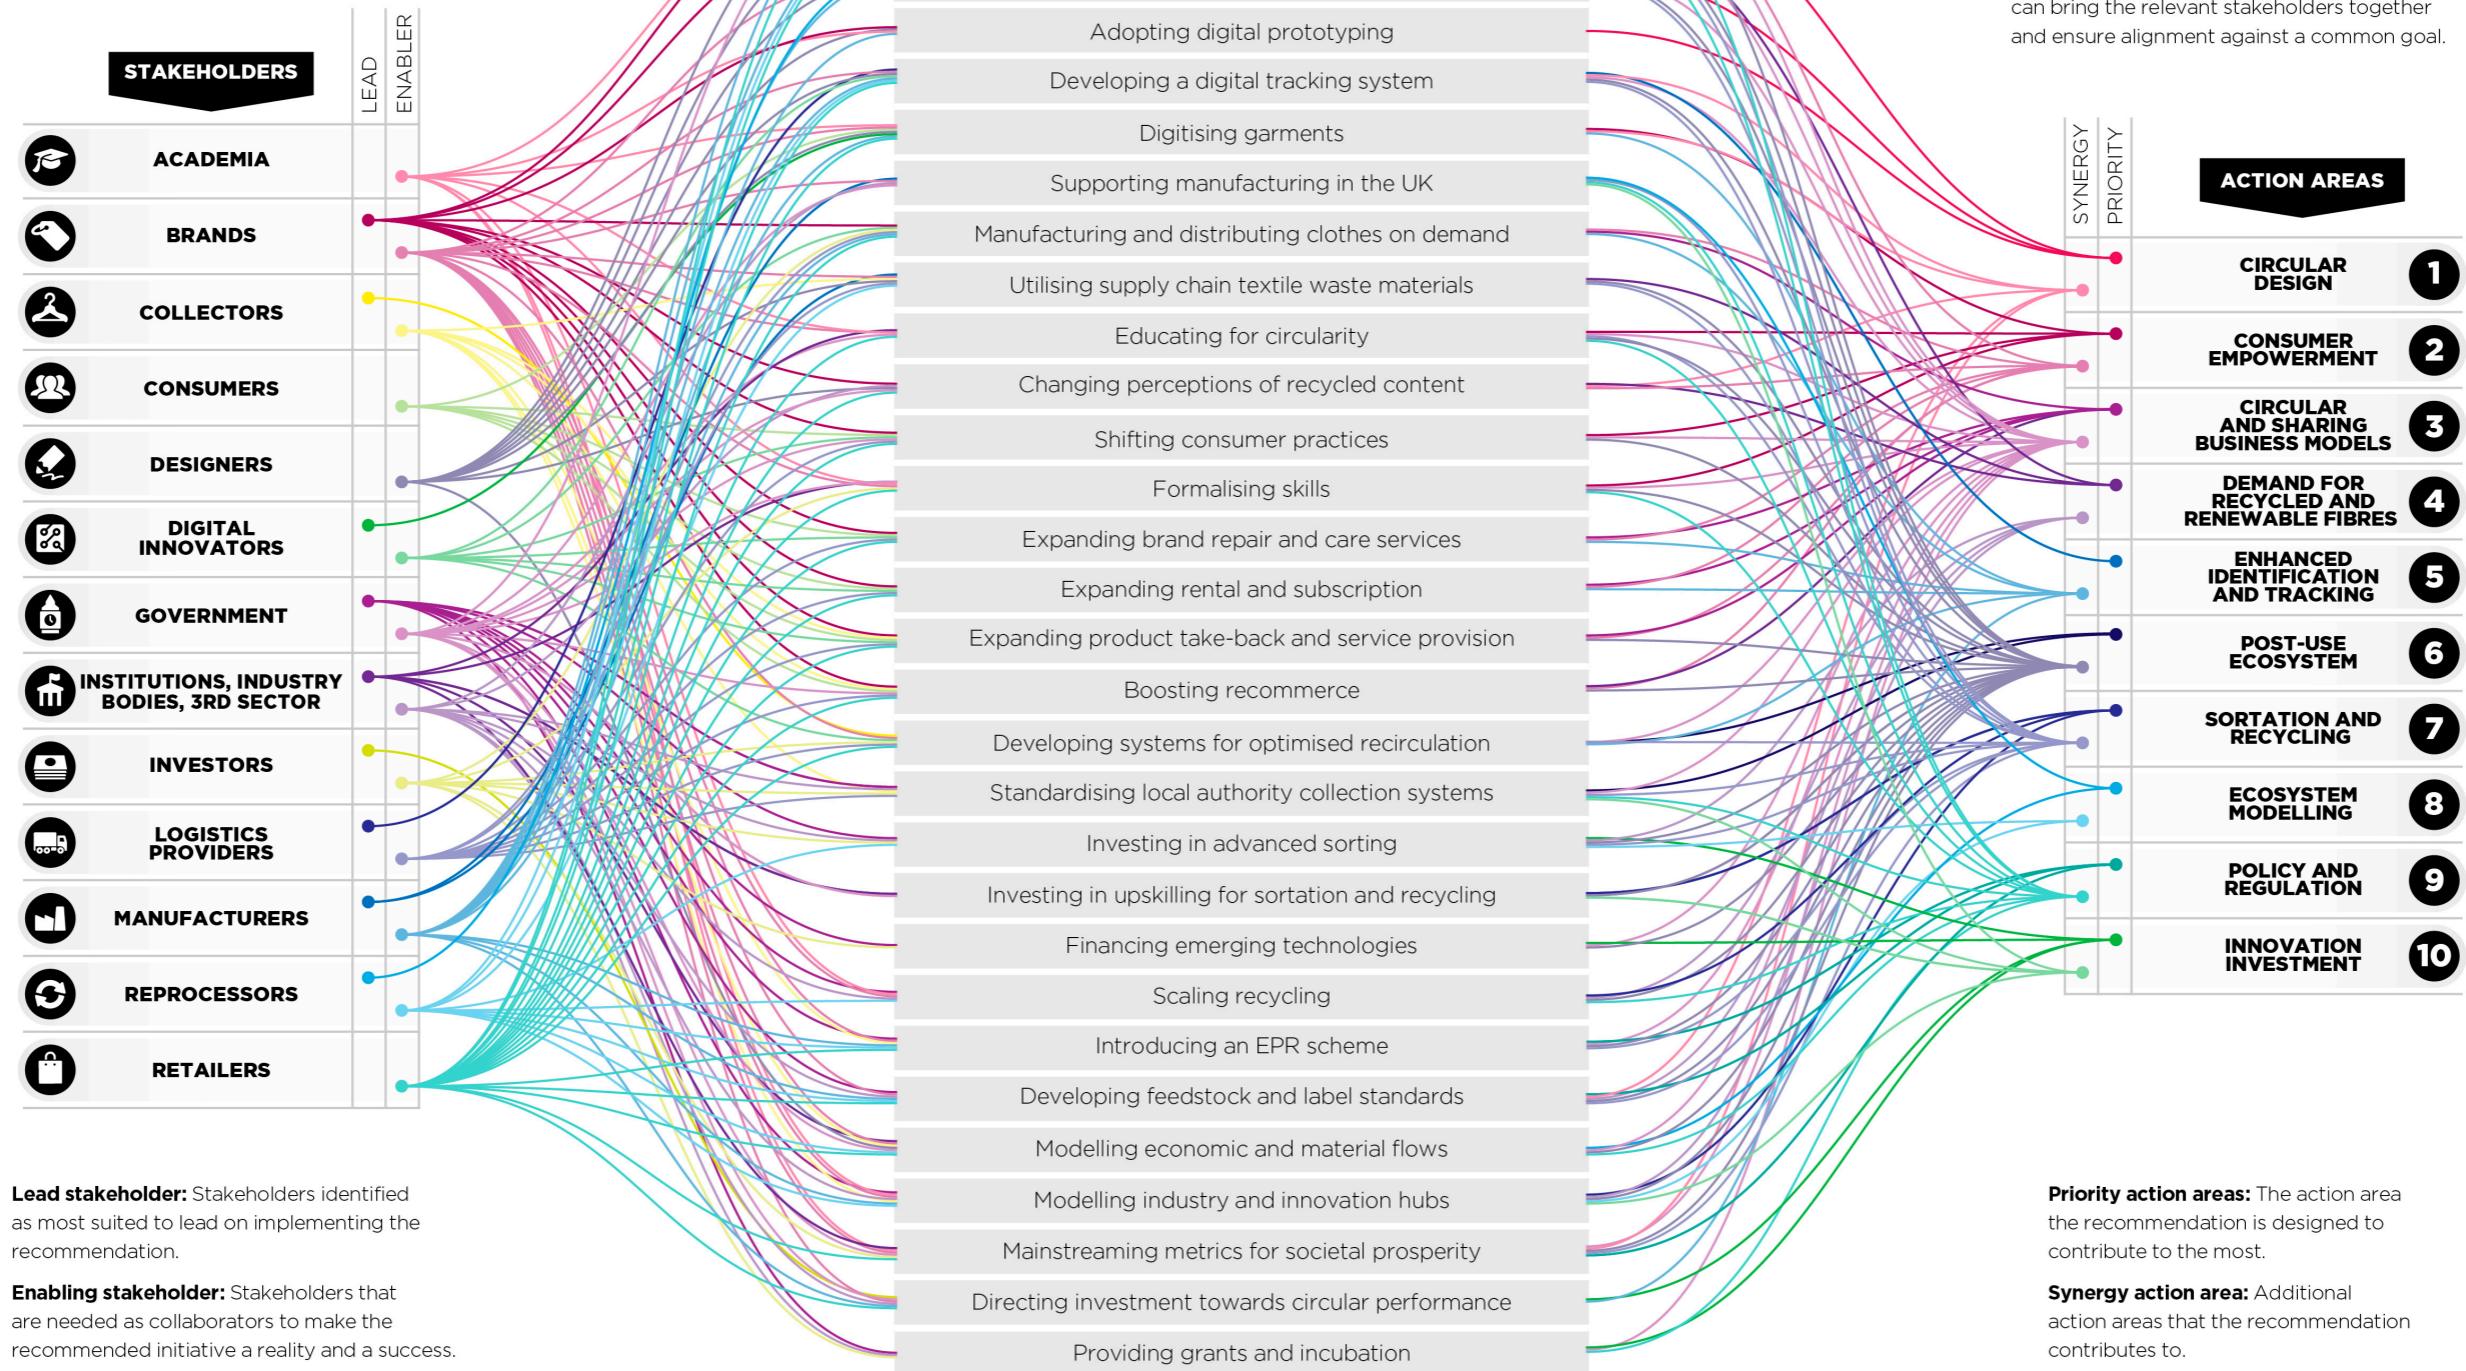 can bring the relevant stakeholders together
and ensure alignment against a common goal.
STAKEHOLDERS
LEAD
ENABLER
ACADEMIA
BRANDS
COLLECTORS
CONSUMERS
DESIGNERS
DIGITAL
INNOVATORS
GOVERNMENT
INSTITUTIONS, INDUSTRY
BODIES, 3RD SECTOR
INVESTORS
LOGISTICS
PROVIDERS
MANUFACTURERS
REPROCESSORS
RETAILERS
Lead stakeholder: Stakeholders identified
as most suited to lead on implementing the
recommendation.
Enabling stakeholder: Stakeholders that
are needed as collaborators to make the
recommended initiative a reality and a success.
Adopting digital prototyping
Developing a digital tracking system
Digitising garments
Supporting manufacturing in the UK
Manufacturing and distributing clothes on demand
Utilising supply chain textile waste materials
Educating for circularity
Changing perceptions of recycled content
Shifting consumer practices
Formalising skills
Expanding brand repair and care services
Expanding rental and subscription
Expanding product take-back and service provision
Boosting recommerce
Developing systems for optimised recirculation
Standardising local authority collection systems
Investing in advanced sorting
Investing in upskilling for sortation and recycling
Financing emerging technologies
Scaling recycling
Introducing an EPR scheme
Developing feedstock and label standards
Modelling economic and material flows
Modelling industry and innovation hubs
Mainstreaming metrics for societal prosperity
Directing investment towards circular performance
Providing grants and incubation
SYNERGY
PRIORITY
ACTION AREAS
CIRCULAR
DESIGN
1
CONSUMER
EMPOWERMENT
2
CIRCULAR
AND SHARING
BUSINESS MODELS
3
DEMAND FOR
RECYCLED AND
RENEWABLE FIBRES
4
ENHANCED
IDENTIFICATION
AND TRACKING
5
POST-USE
ECOSYSTEM
6
SORTATION AND
RECYCLING
7
ECOSYSTEM
MODELLING
8
POLICY AND
REGULATION
9
INNOVATION
INVESTMENT
10
Priority action areas: The action area
the recommendation is designed to
contribute to the most.
Synergy action area: Additional
action areas that the recommendation
contributes to.